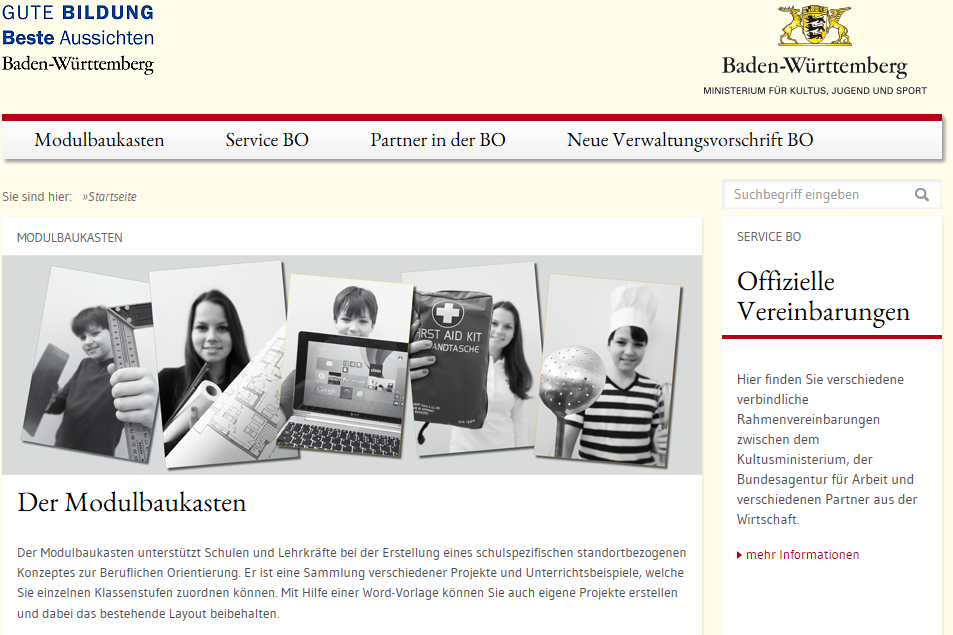 GUTE BILDUNG
Beste Aussichten
Baden-Württemberg
Baden-Württemberg
MINISTERIUM FÜR KULTUS, JUGEND UND SPORT
Modulbaukasten Service BO Partner in der BO Neue Verwaltungsvorschrift BO
Sie sind hier: »Startseite
Suchbegriff eingeben
MODULBAUKASTEN
FIRST AID KIT
HANDTASCHE
Der Modulbaukasten
Der Modulbaukasten unterstützt Schulen und Lehrkräfte bei der Erstellung eines schulspezifischen standortbezogenen
Konzeptes zur Beruflichen Orientierung. Er ist eine Sammlung verschiedener Projekte und Unterrichtsbeispiele, welche
Sie einzelnen Klassenstufen zuordnen können. Mit Hilfe einer Word-Vorlage können Sie auch eigene Projekte erstellen
und dabei das bestehende Layout beibehalten.
SERVICE BO
Offizielle
Vereinbarungen
Hier finden Sie verschiedene
verbindliche
Rahmenvereinbarungen
zwischen dem
Kultusministerium, der
Bundesagentur für Arbeit und
verschiedenen Partner aus der
Wirtschaft.
mehr Informationen